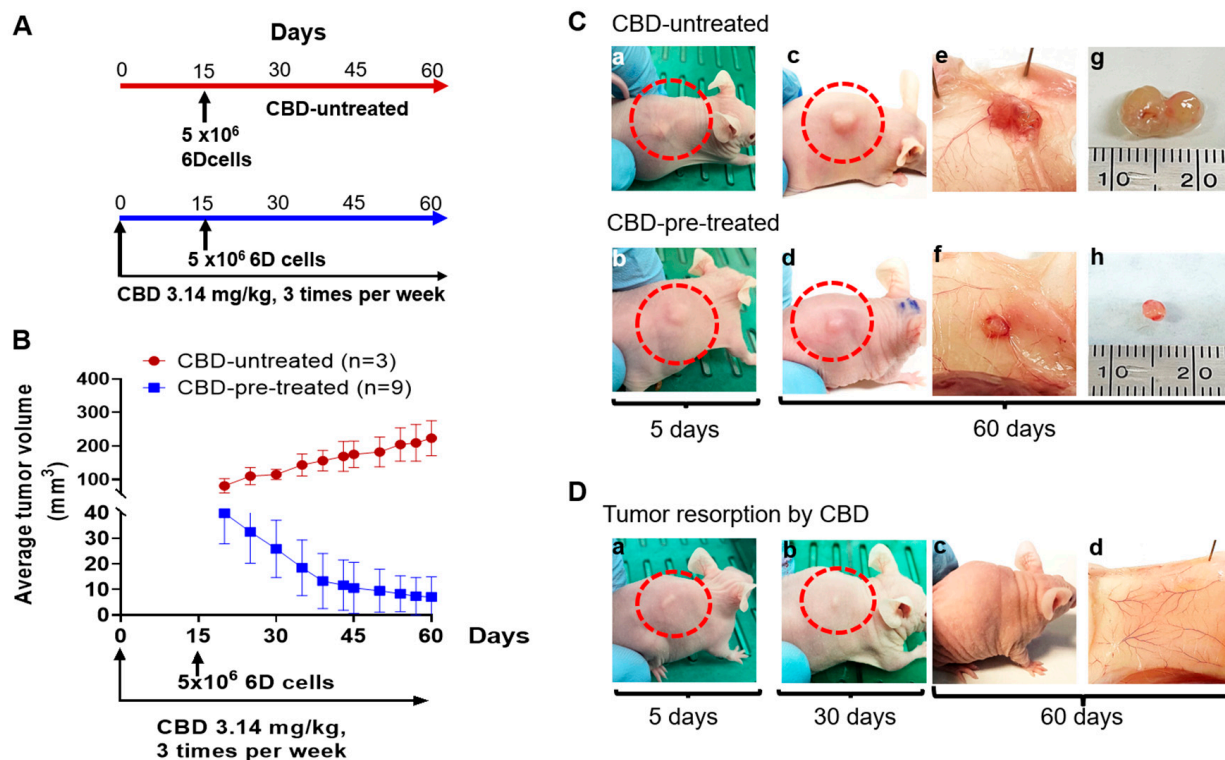 A
Days
0 15 30 45 60
CBD-untreated
5 x10⁶
6Dcells
0 15 30 45 60
5 x10⁶ 6D cells
CBD 3.14 mg/kg, 3 times per week
B
CBD-untreated (n=3)
CBD-pre-treated (n=9)
Average tumor volume
(mm³)
400
300
200
100
40
30
20
10
0
0 15 30 45 60 Days
5x10⁶ 6D cells
CBD 3.14 mg/kg,
3 times per week
C
CBD-untreated
a c e g
10 20
CBD-pre-treated
b d f h
10 20
5 days 60 days
D
Tumor resorption by CBD
a b c d
5 days 30 days 60 days